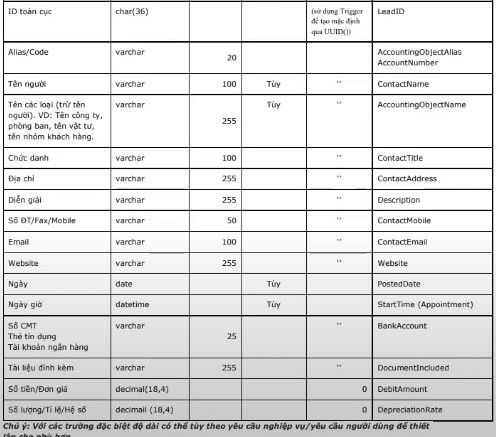 ID toàn cục char(36) (sử dụng Trigger LeadID
để tạo mặc định
qua UUID())
Alias/Code varchar 20 AccountingObjectAlias
AccountNumber
Tên người varchar 100 Tùy '' ContactName
Tên các loại (trừ tên varchar 255 Tùy '' AccountingObjectName
người). VD: Tên công ty,
phòng ban, tên vật tư,
tên nhóm khách hàng.
Chức danh varchar 100 '' ContactTitle
Địa chỉ varchar 255 '' ContactAddress
Diễn giải varchar 255 '' Description
Số ĐT/Fax/Mobile varchar 50 '' ContactMobile
Email varchar 100 '' ContactEmail
Website varchar 255 '' Website
Ngày date Tùy PostedDate
Ngày giờ datetime Tùy StartTime (Appointment)
Số CMT varchar 25 '' BankAccount
Thẻ tín dụng
Tài khoản ngân hàng
Tài liệu đính kèm varchar 255 '' DocumentIncluded
Số tiền/Đơn giá decimal(18,4) 0 DebitAmount
Số lượng/Tỉ lệ/Hệ số decimail (18,4) 0 DepreciationRate
Chú ý: Với các trường đặc biệt độ dài có thể tùy theo yêu cầu nghiệp vụ/yêu cầu người dùng để thiết
lập cho phù hợp